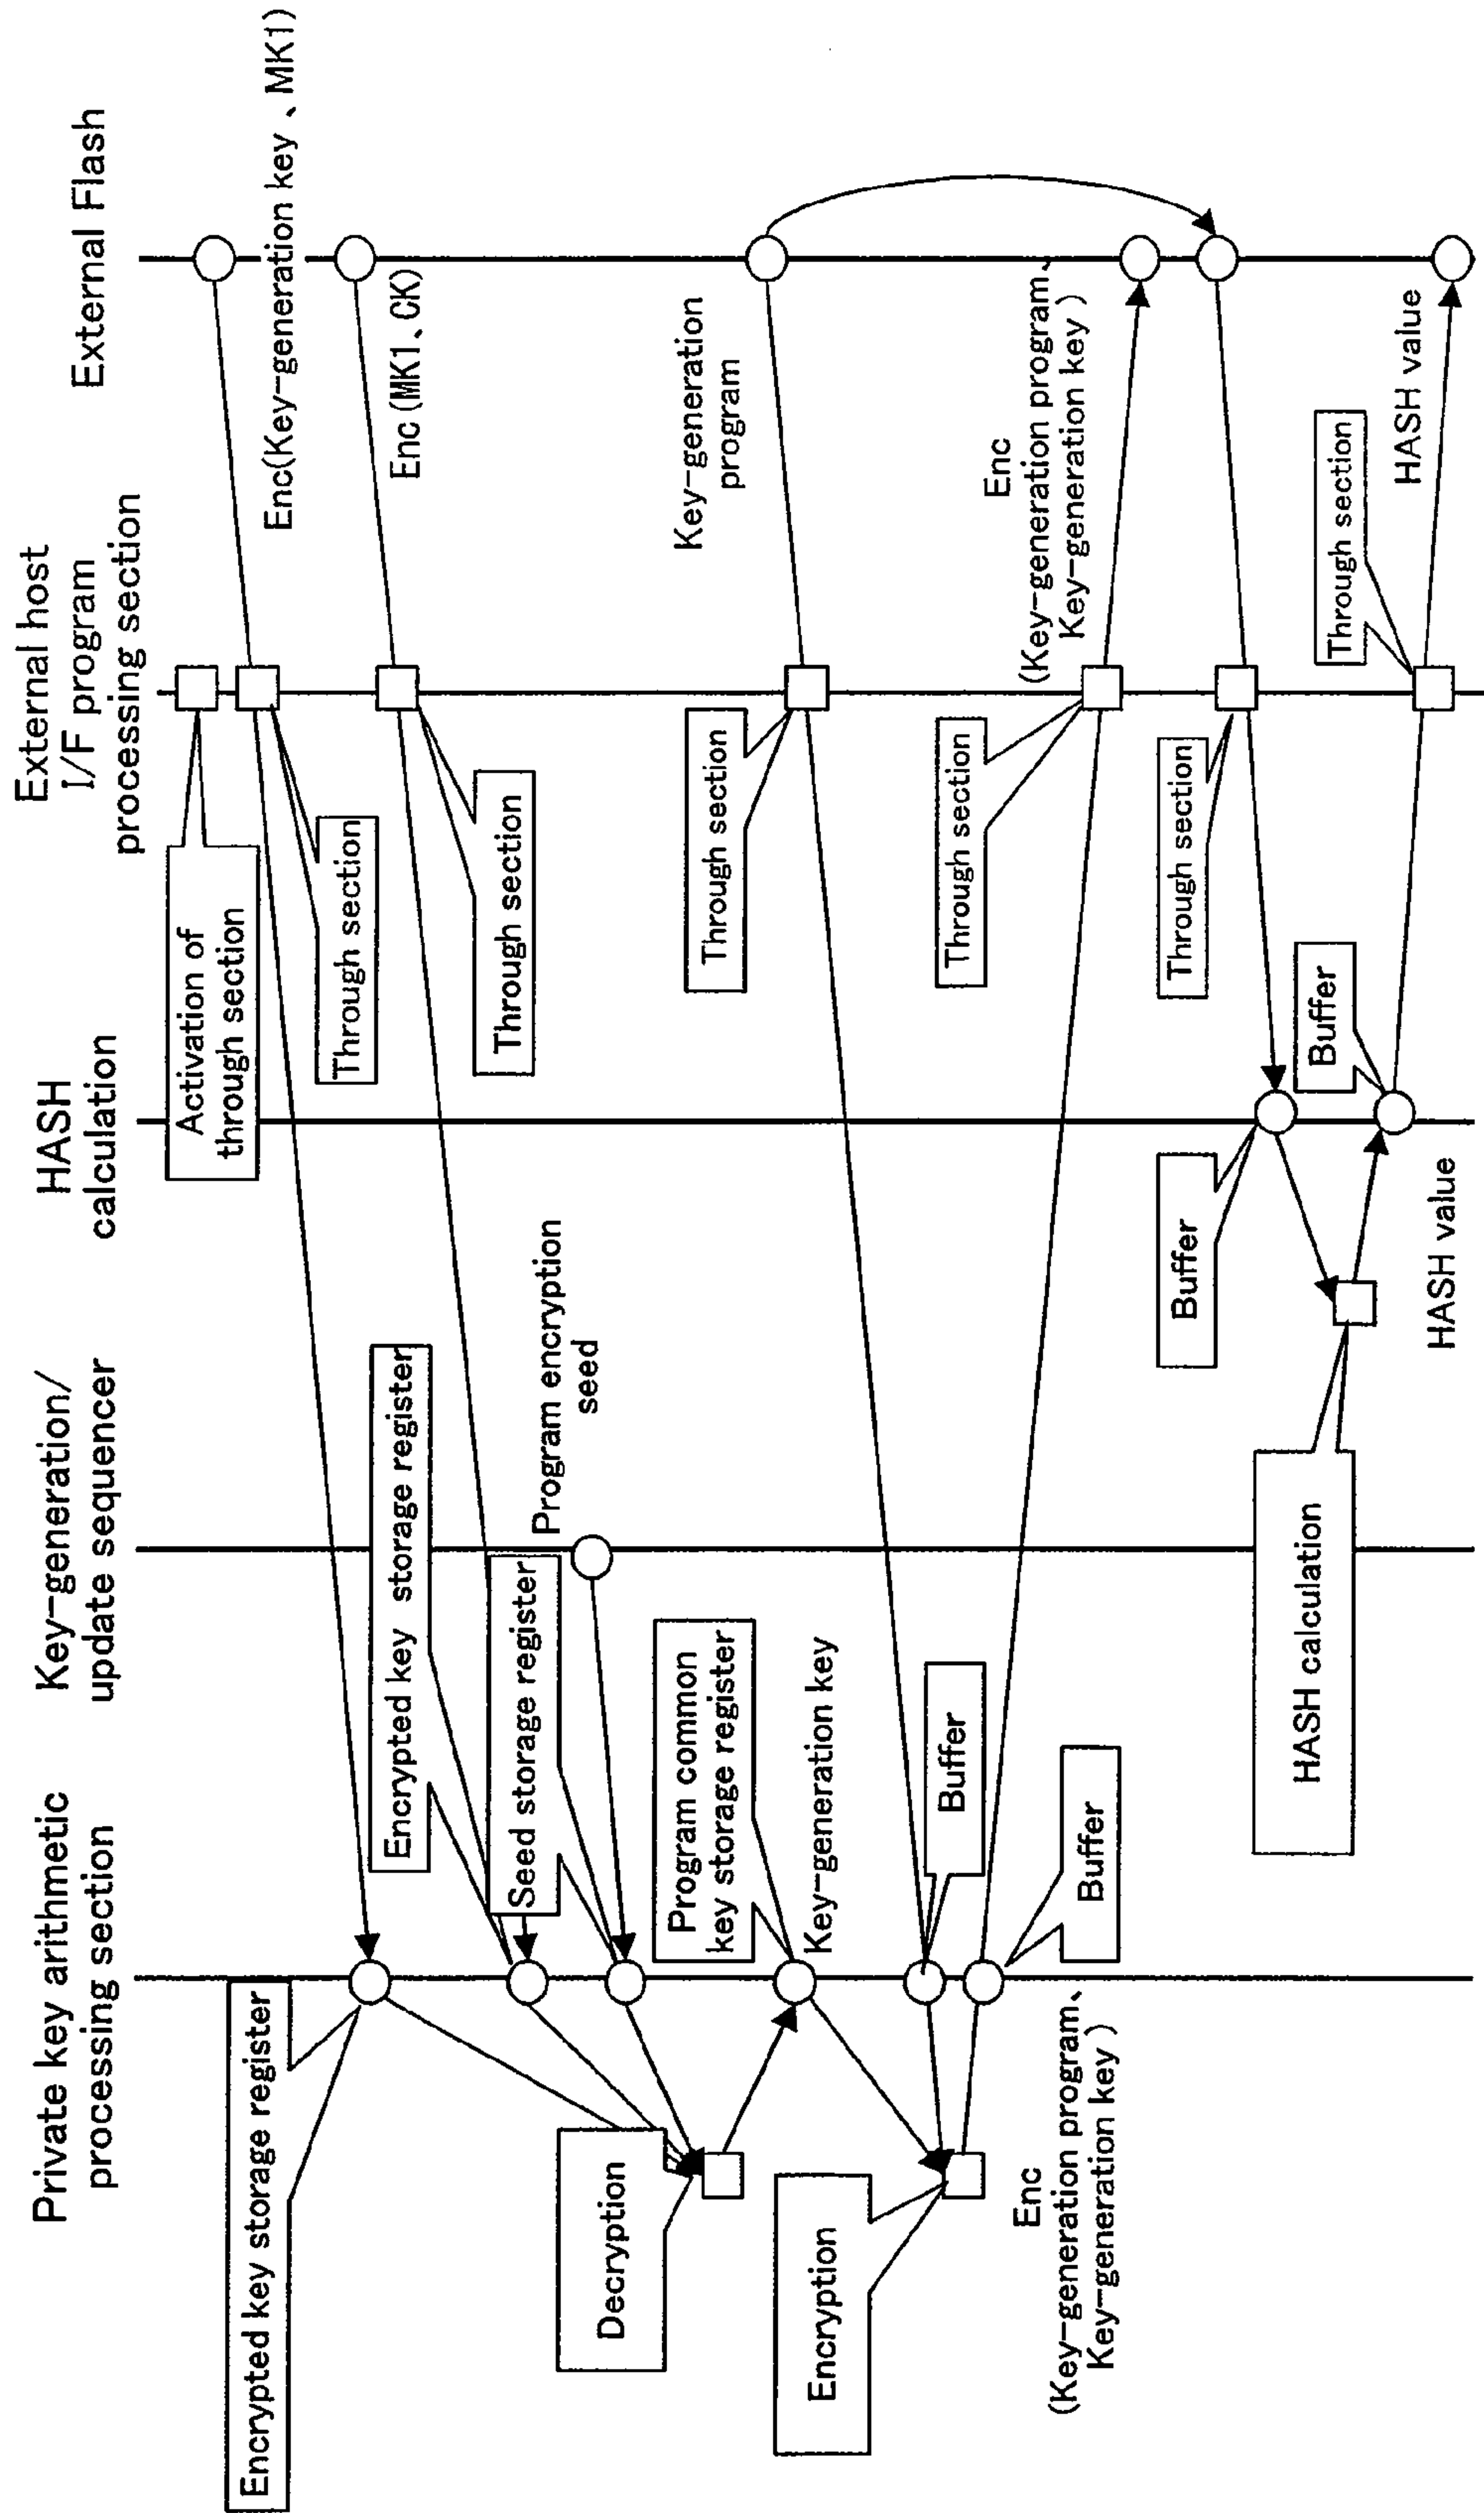 Private key arithmetic
processing section
Key-generation/
update sequencer
HASH
calculation
External host
I/F program
processing section
External Flash
Activation of
through section
Enc(Key-generation key、MK1)
Through section
Encrypted key storage register
Enc(MK1、CK)
Through section
Encrypted key storage register
Program encryption
seed
Seed storage register
Decryption
Key-generation
program
Through section
Program common
key storage register
Key-generation key
Encryption
Buffer
Buffer
Enc
(Key-generation program、
Key-generation key)
Through section
Enc
(Key-generation program、
Key-generation key)
Through section
Buffer
HASH calculation
Buffer
HASH value
Through section
HASH value